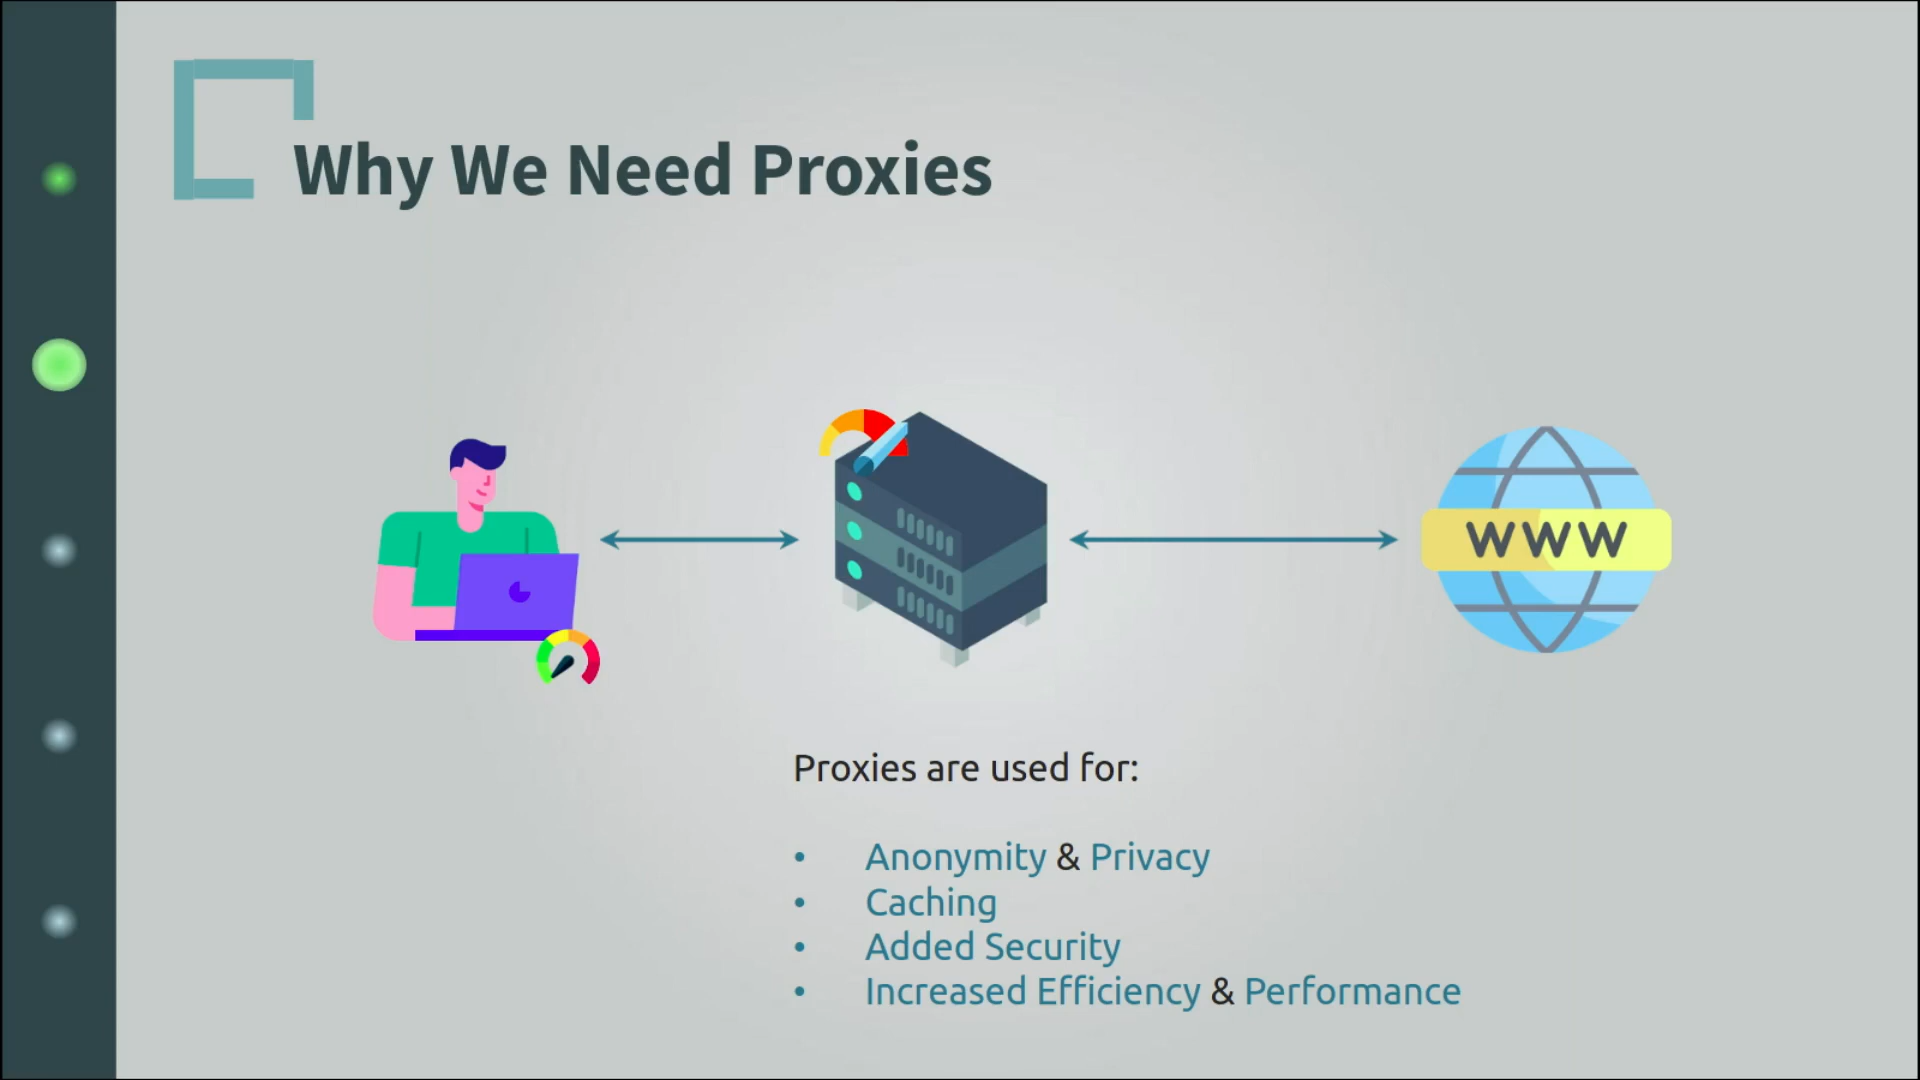 Why We Need Proxies
WWW
Proxies are used for:
• Anonymity & Privacy
• Caching
• Added Security
• Increased Efficiency & Performance